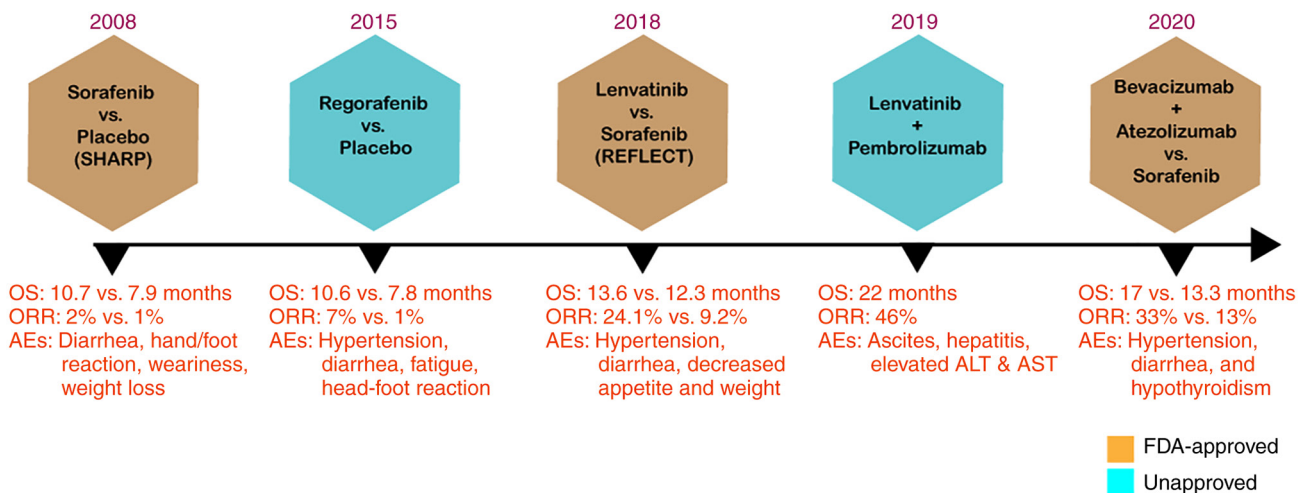 2008
Sorafenib
vs.
Placebo
(SHARP)
OS: 10.7 vs. 7.9 months
ORR: 2% vs. 1%
AEs: Diarrhea, hand/foot
reaction, weariness,
weight loss
2015
Regorafenib
vs.
Placebo
OS: 10.6 vs. 7.8 months
ORR: 7% vs. 1%
AEs: Hypertension,
diarrhea, fatigue,
head-foot reaction
2018
Lenvatinib
vs.
Sorafenib
(REFLECT)
OS: 13.6 vs. 12.3 months
ORR: 24.1% vs. 9.2%
AEs: Hypertension,
diarrhea, decreased
appetite and weight
2019
Lenvatinib
+
Pembrolizumab
OS: 22 months
ORR: 46%
AEs: Ascites, hepatitis,
elevated ALT & AST
2020
Bevacizumab
+
Atezolizumab
vs.
Sorafenib
OS: 17 vs. 13.3 months
ORR: 33% vs. 13%
AEs: Hypertension,
diarrhea, and
hypothyroidism
FDA-approved
Unapproved